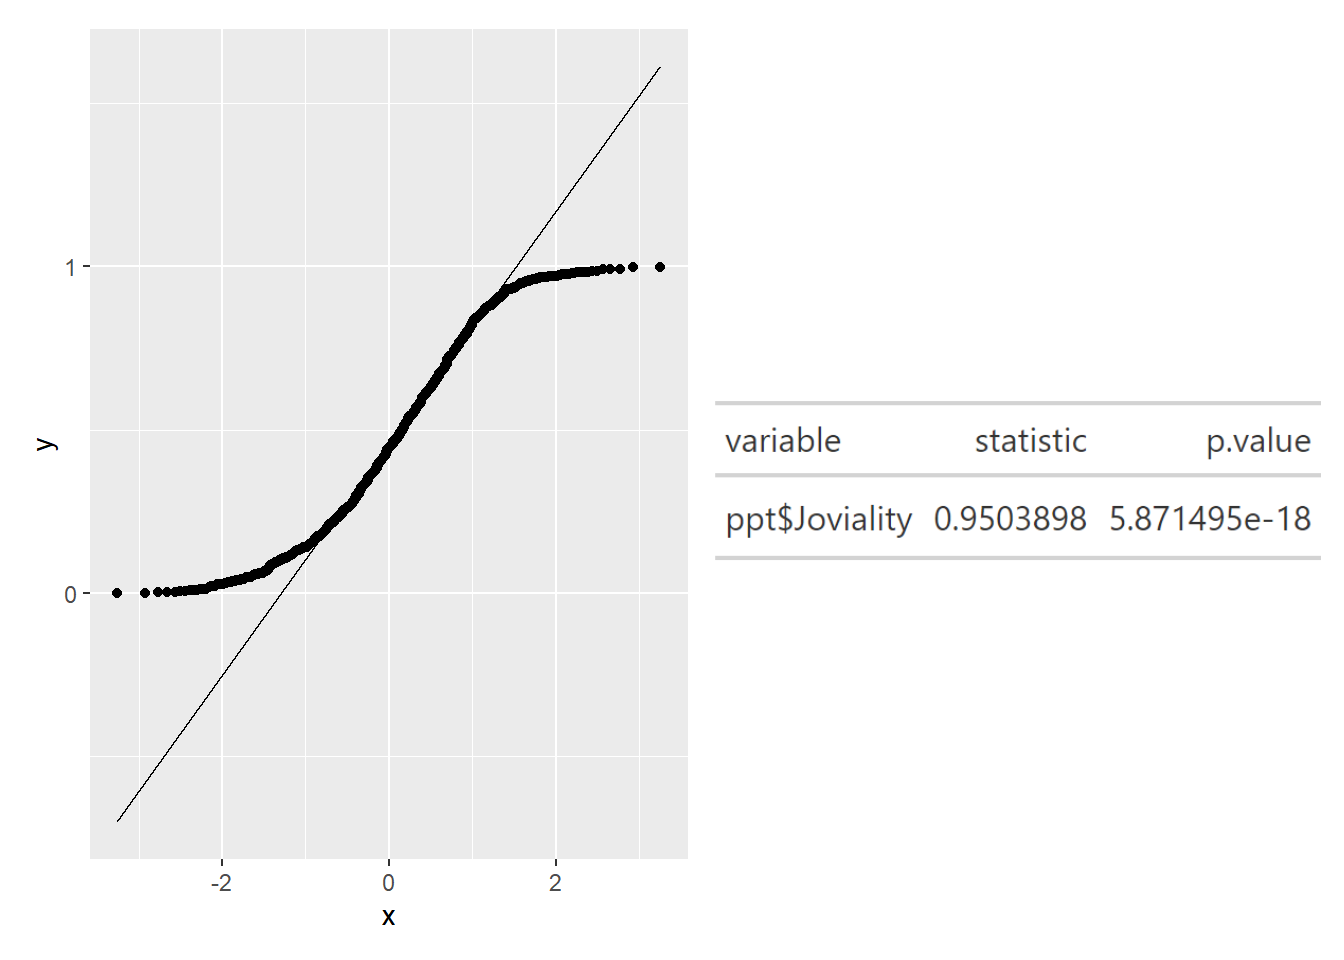 y
1
0
-2 0 2
x
variable statistic p.value
ppt$Joviality 0.9503898 5.871495e-18